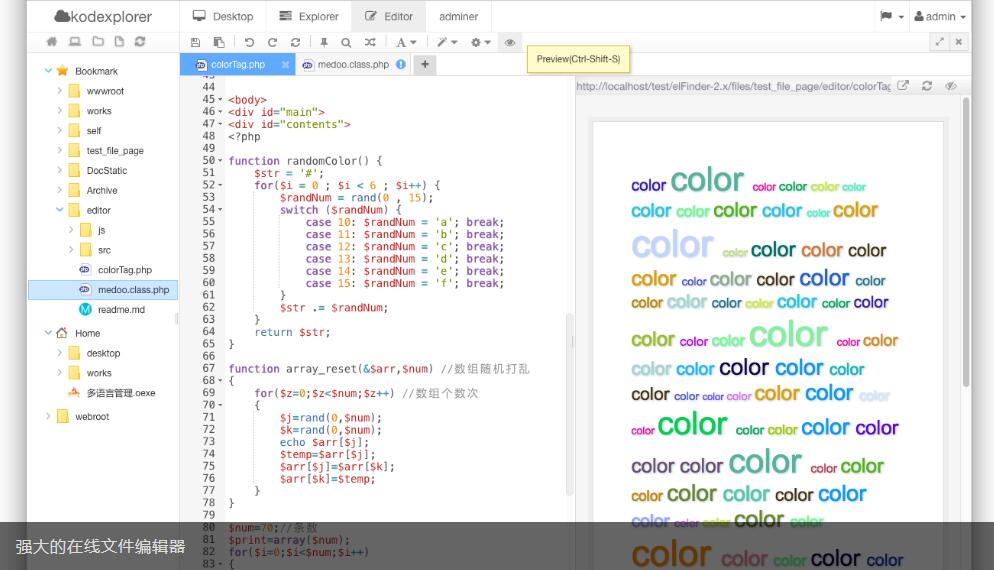 kodexplorer
Desktop
Explorer
Editor
adminer
admin
Preview(Ctrl-Shift-S)
colorTag.php
medoo.class.php
http://localhost/test/elFinder-2.x/files/test_file_page/editor/colorTag
Bookmark
wwwroot
works
self
test_file_page
DocStatic
Archive
editor
js
src
colorTag.php
medoo.class.php
readme.md
Home
desktop
works
多语言管理.oexe
webroot
43
44
45 <body>
46 <div id="main">
47 <div id="contents">
48 <?php
49
50 function randomColor() {
51 $str = '#';
52 for($i = 0 ; $i < 6 ; $i++) {
53 $randNum = rand(0 , 15);
54 switch ($randNum) {
55 case 10: $randNum = 'a'; break;
56 case 11: $randNum = 'b'; break;
57 case 12: $randNum = 'c'; break;
58 case 13: $randNum = 'd'; break;
59 case 14: $randNum = 'e'; break;
60 case 15: $randNum = 'f'; break;
61 }
62 $str .= $randNum;
63 }
64 return $str;
65 }
66
67 function array_reset(&$arr,$num) //数组随机打乱
68 {
69 for($z=0;$z<$num;$z++) //数组个数次
70 {
71 $j=rand(0,$num);
72 $k=rand(0,$num);
73 echo $arr[$j];
74 $temp=$arr[$j];
75 $arr[$j]=$arr[$k];
76 $arr[$k]=$temp;
77 }
78 }
79
80 $num=70;//条数
81 $print=array($num);
82 for($i=0;$i<$num;$i++)
83 {
color color color color color color
color color color color color color
color color color color color
color color color color color color
color color color color color color color
color color color color color color
color color color color color
color color color color color color color
color color color color color color
color color color color color
color color color color color
color color color color color
color color color color color
强大的在线文件编辑器